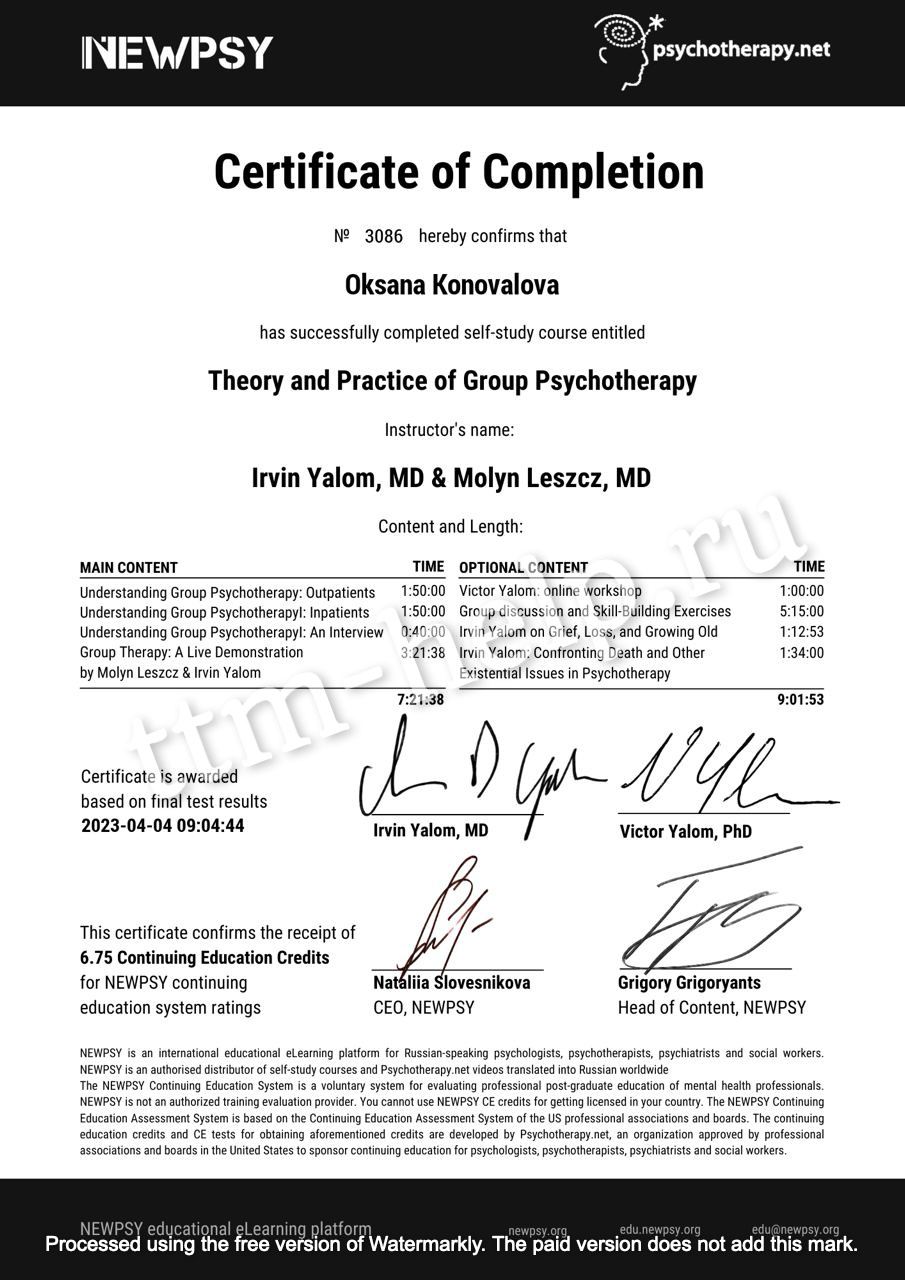 NEWPSY
psychotherapy.net
Certificate of Completion
№ 3086 hereby confirms that
Oksana Konovalova
has successfully completed self-study course entitled
Theory and Practice of Group Psychotherapy
Instructor's name:
Irvin Yalom, MD & Molyn Leszcz, MD
Content and Length:
MAIN CONTENT TIME
Understanding Group Psychotherapy: Outpatients 1:50:00
Understanding Group PsychotherapyI: Inpatients 1:50:00
Understanding Group PsychotherapyI: An Interview 0:40:00
Group Therapy: A Live Demonstration 3:21:38
by Molyn Leszcz & Irvin Yalom
7:21:38
OPTIONAL CONTENT TIME
Victor Yalom: online workshop 1:00:00
Group discussion and Skill-Building Exercises 5:15:00
Irvin Yalom on Grief, Loss, and Growing Old 1:12:53
Irvin Yalom: Confronting Death and Other 1:34:00
Existential Issues in Psychotherapy
9:01:53
ttm-help.ru
Certificate is awarded
based on final test results
2023-04-04 09:04:44
Irvin Yalom, MD
Victor Yalom, PhD
This certificate confirms the receipt of
6.75 Continuing Education Credits
for NEWPSY continuing
education system ratings
Nataliia Slovesnikova
CEO, NEWPSY
Grigory Grigoryants
Head of Content, NEWPSY
NEWPSY is an international educational eLearning platform for Russian-speaking psychologists, psychotherapists, psychiatrists and social workers.
NEWPSY is an authorised distributor of self-study courses and Psychotherapy.net videos translated into Russian worldwide
The NEWPSY Continuing Education System is a voluntary system for evaluating professional post-graduate education of mental health professionals.
NEWPSY is not an authorized training evaluation provider. You cannot use NEWPSY CE credits for getting licensed in your country. The NEWPSY Continuing
Education Assessment System is based on the Continuing Education Assessment System of the US professional associations and boards. The continuing
education credits and CE tests for obtaining aforementioned credits are developed by Psychotherapy.net, an organization approved by professional
associations and boards in the United States to sponsor continuing education for psychologists, psychotherapists, psychiatrists and social workers.
NEWPSY educational eLearning platform newpsy.org edu.newpsy.org edu@newpsy.org
Processed using the free version of Watermarkly. The paid version does not add this mark.